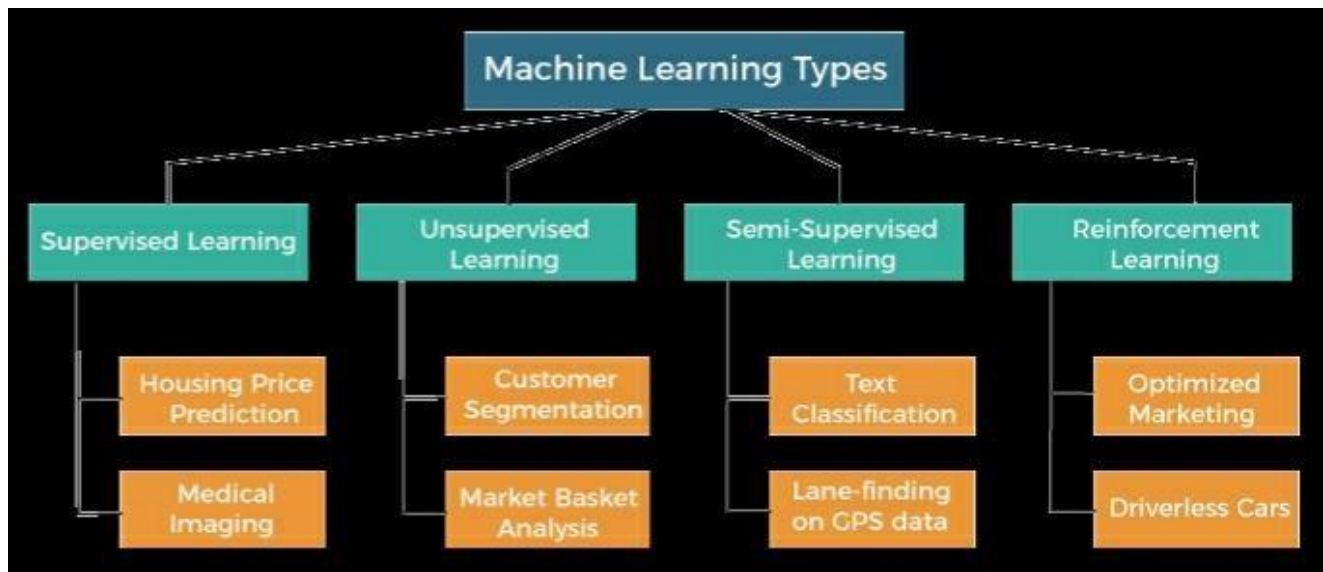 Machine Learning Types
Supervised Learning
Unsupervised
Learning
Semi-Supervised
Learning
Reinforcement
Learning
Housing Price
Prediction
Customer
Segmentation
Text
Classification
Optimized
Marketing
Medical
Imaging
Market Basket
Analysis
Lane-finding
on GPS data
Driverless Cars